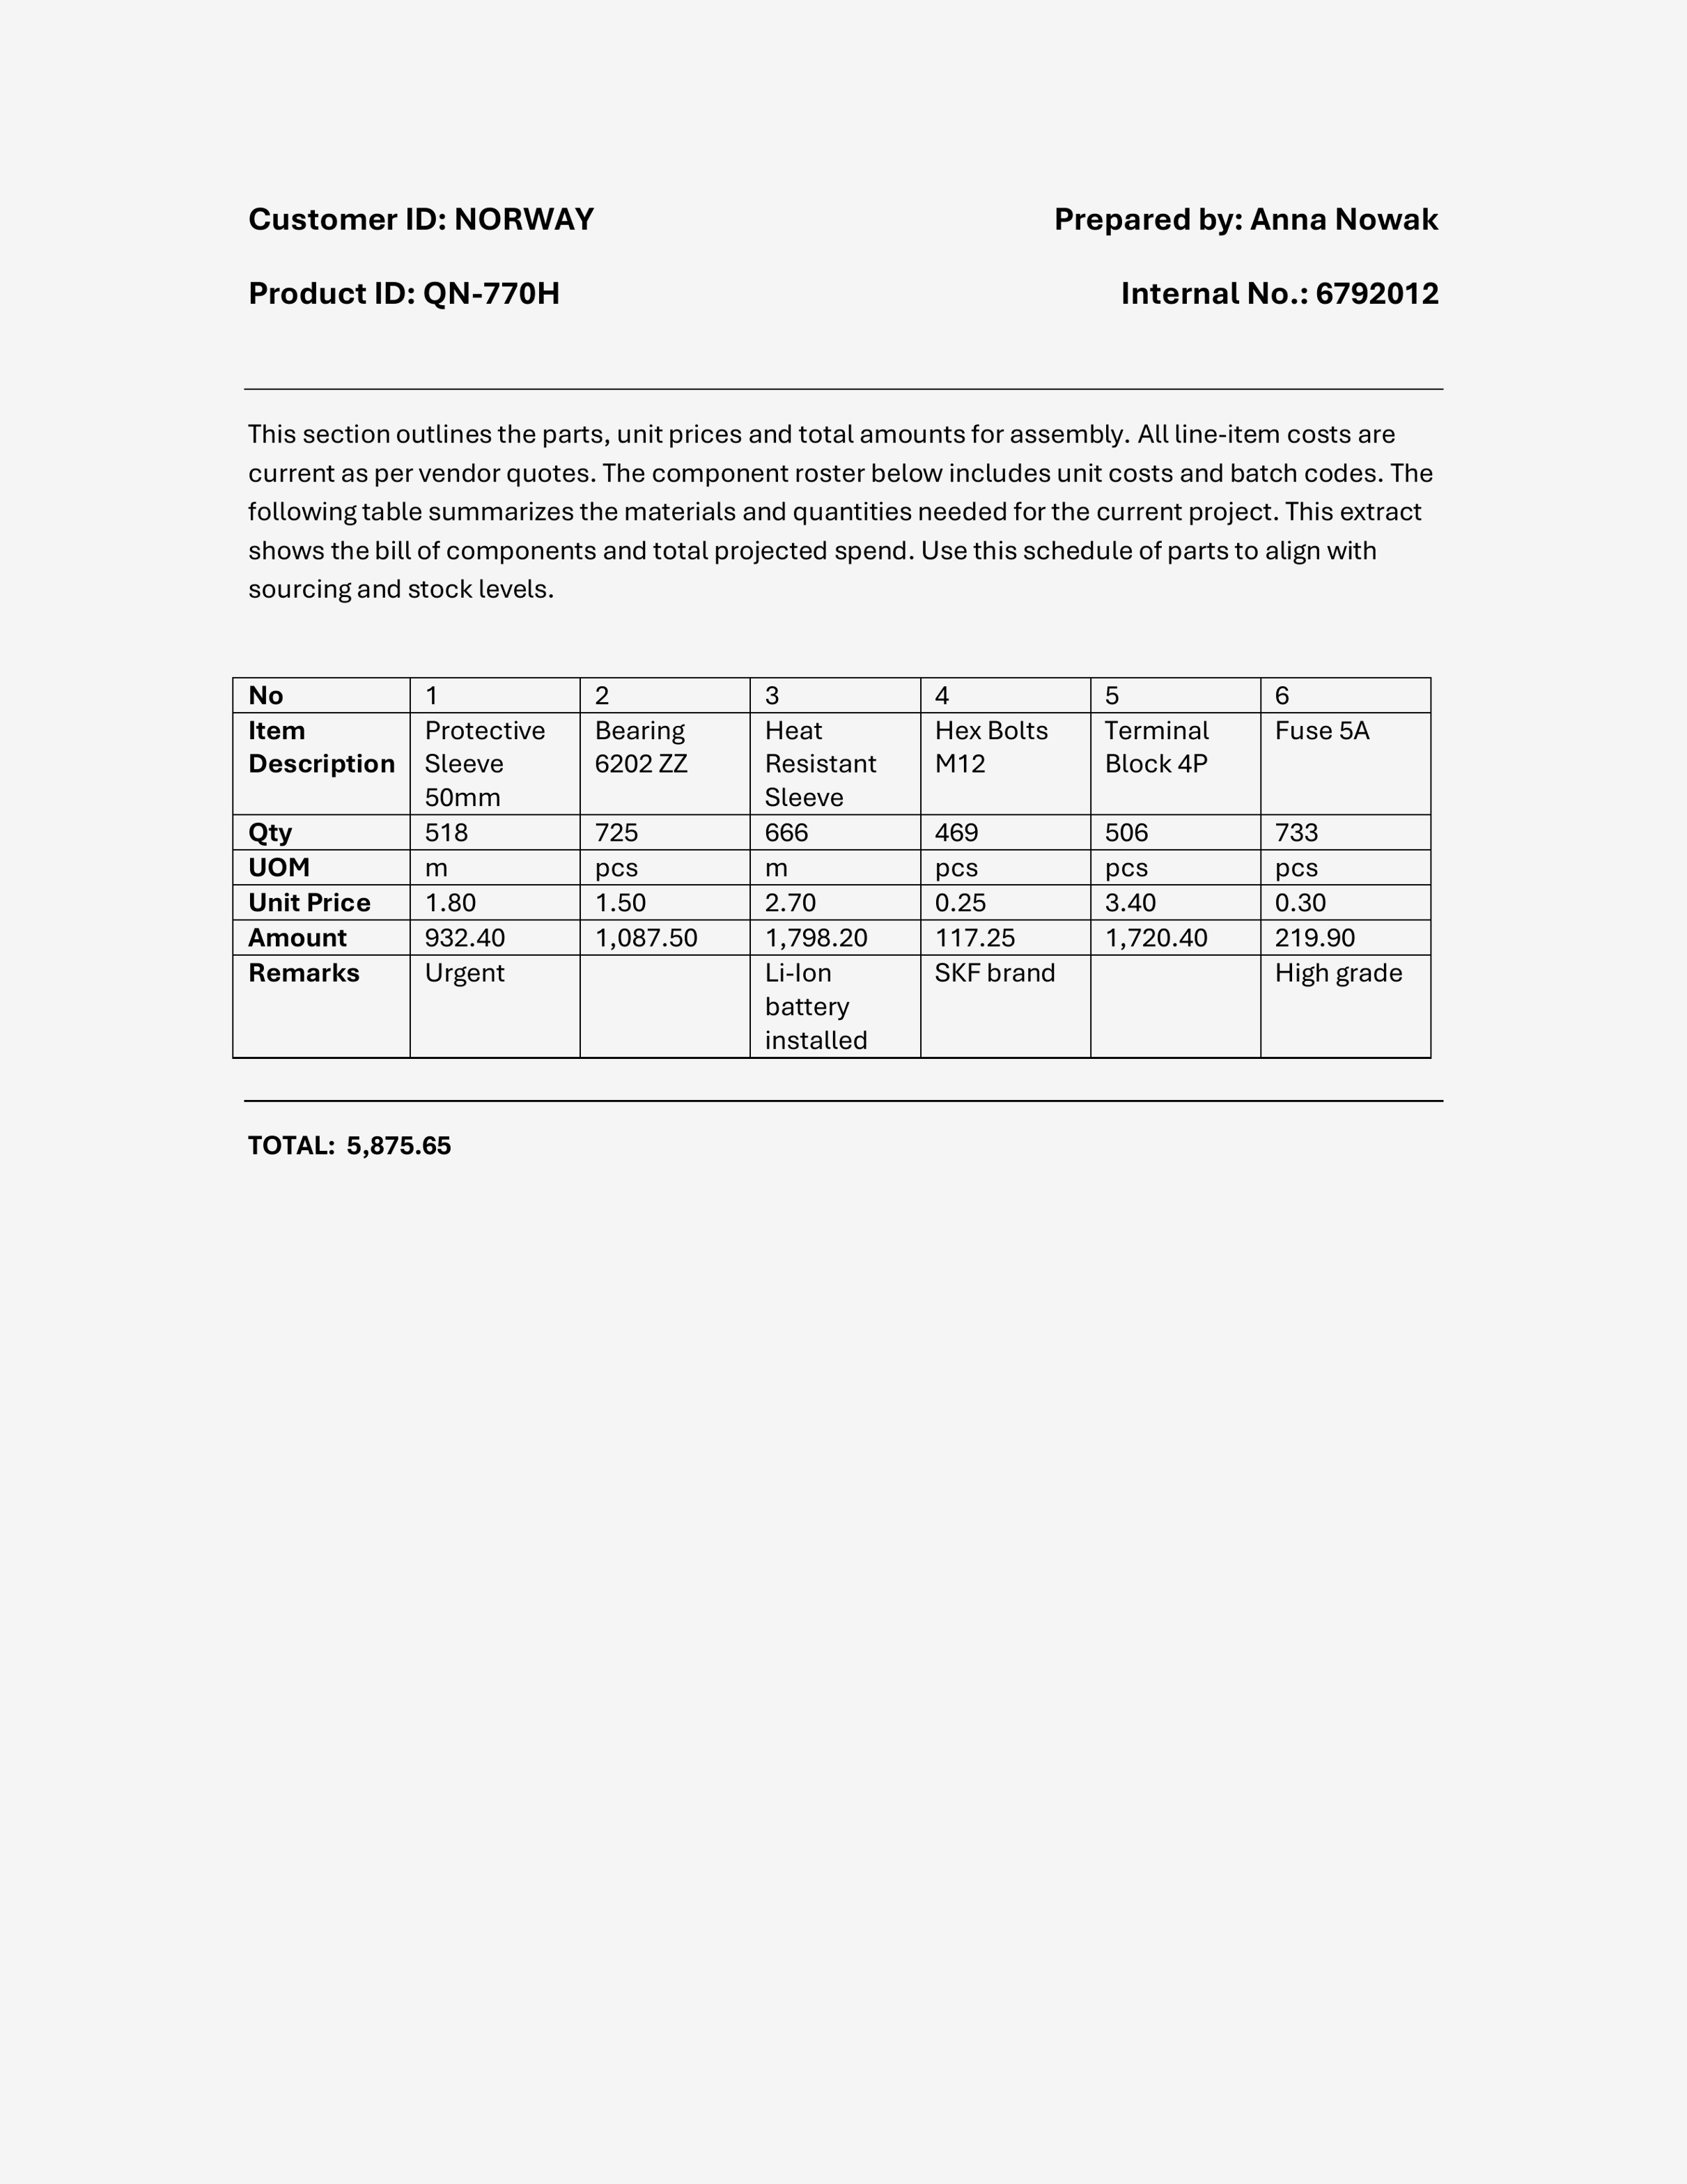 Customer ID: NORWAY Prepared by: Anna Nowak
Product ID: QN-770H Internal No.: 6792012
This section outlines the parts, unit prices and total amounts for assembly. All line-item costs are
current as per vendor quotes. The component roster below includes unit costs and batch codes. The
following table summarizes the materials and quantities needed for the current project. This extract
shows the bill of components and total projected spend. Use this schedule of parts to align with
sourcing and stock levels.
No 1 2 3 4 5 6
Item Protective Bearing Heat Hex Bolts Terminal Fuse 5A
Description Sleeve 6202 ZZ Resistant M12 Block 4P
50mm Sleeve
Qty 518 725 666 469 506 733
UOM m pcs m pcs pcs pcs
Unit Price 1.80 1.50 2.70 0.25 3.40 0.30
Amount 932.40 1,087.50 1,798.20 117.25 1,720.40 219.90
Remarks Urgent Li-Ion SKF brand High grade
battery
installed
TOTAL: 5,875.65